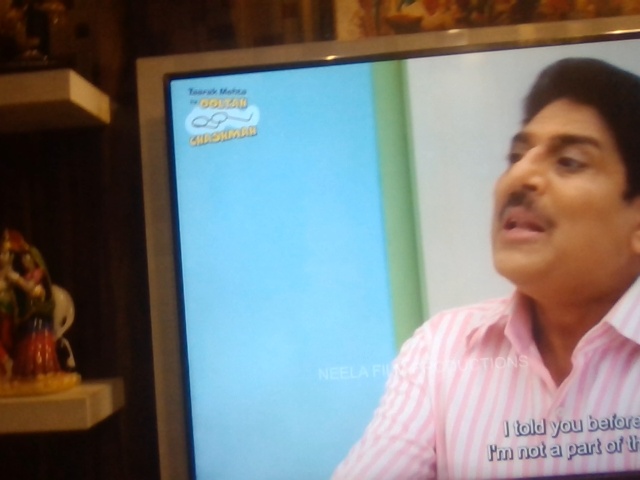 Taarak Mehta
Ka OOLTAH
CHASHMAH
NEELA FILM PRODUCTIONS
I told you before
I'm not a part of th